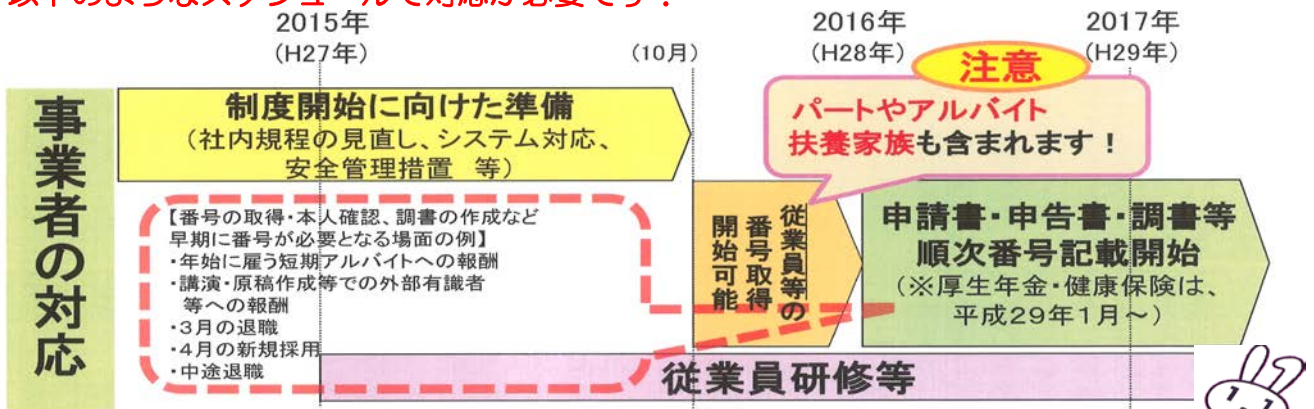 以下のようなスケジュールで対応が必要です！
2015年
(H27年)
(10月)
2016年
(H28年)
2017年
(H29年)
注意
パートやアルバイト
扶養家族も含まれます！
事業者の対応
制度開始に向けた準備
(社内規程の見直し、システム対応、
安全管理措置 等)
【番号の取得・本人確認、調書の作成など
早期に番号が必要となる場面の例】
・年始に雇う短期アルバイトへの報酬
・講演・原稿作成等での外部有識者
等への報酬
・3月の退職
・4月の新規採用
・中途退職
従業員等の
番号取得
開始可能
申請書・申告書・調書等
順次番号記載開始
(※厚生年金・健康保険は、
平成29年1月～)
従業員研修等